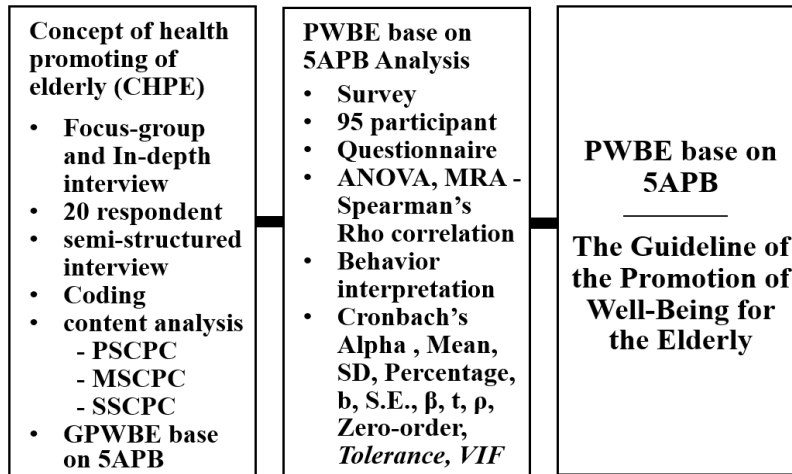 Concept of health
promoting of
elderly (CHPE)
• Focus-group
and In-depth
interview
• 20 respondent
• semi-structured
interview
• Coding
• content analysis
- PSCPC
- MSCPC
- SSCPC
• GPWBE base
on 5APB
PWBE base on
5APB Analysis
• Survey
• 95 participant
• Questionnaire
• ANOVA, MRA -
Spearman's
Rho correlation
• Behavior
interpretation
• Cronbach's
Alpha , Mean,
SD, Percentage,
b, S.E., β, t, ρ,
Zero-order,
Tolerance, VIF
PWBE base on
5APB
The Guideline of
the Promotion of
Well-Being for
the Elderly